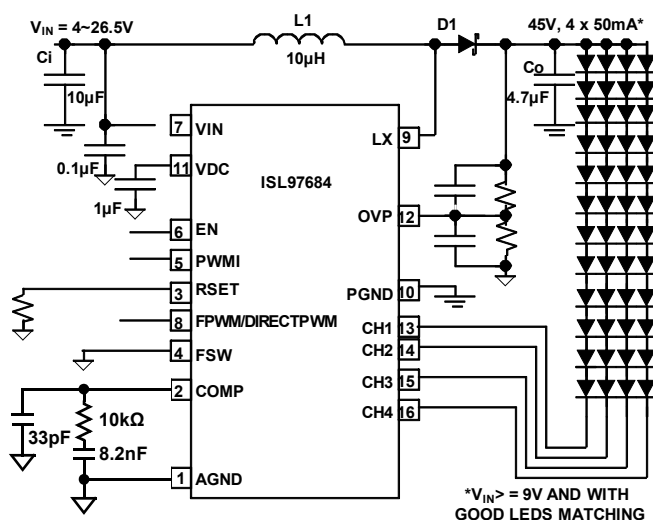 VIN = 4~26.5V
L1
10µH
D1
45V, 4 x 50mA*
Ci
10µF
Co
4.7µF
0.1µF
1µF
7 VIN
11 VDC
6 EN
5 PWMI
3 RSET
8 FPWM/DIRECTPWM
4 FSW
2 COMP
1 AGND
ISL97684
LX 9
OVP 12
PGND 10
CH1 13
CH2 14
CH3 15
CH4 16
33pF
10kΩ
8.2nF
*VIN> = 9V AND WITH
GOOD LEDS MATCHING